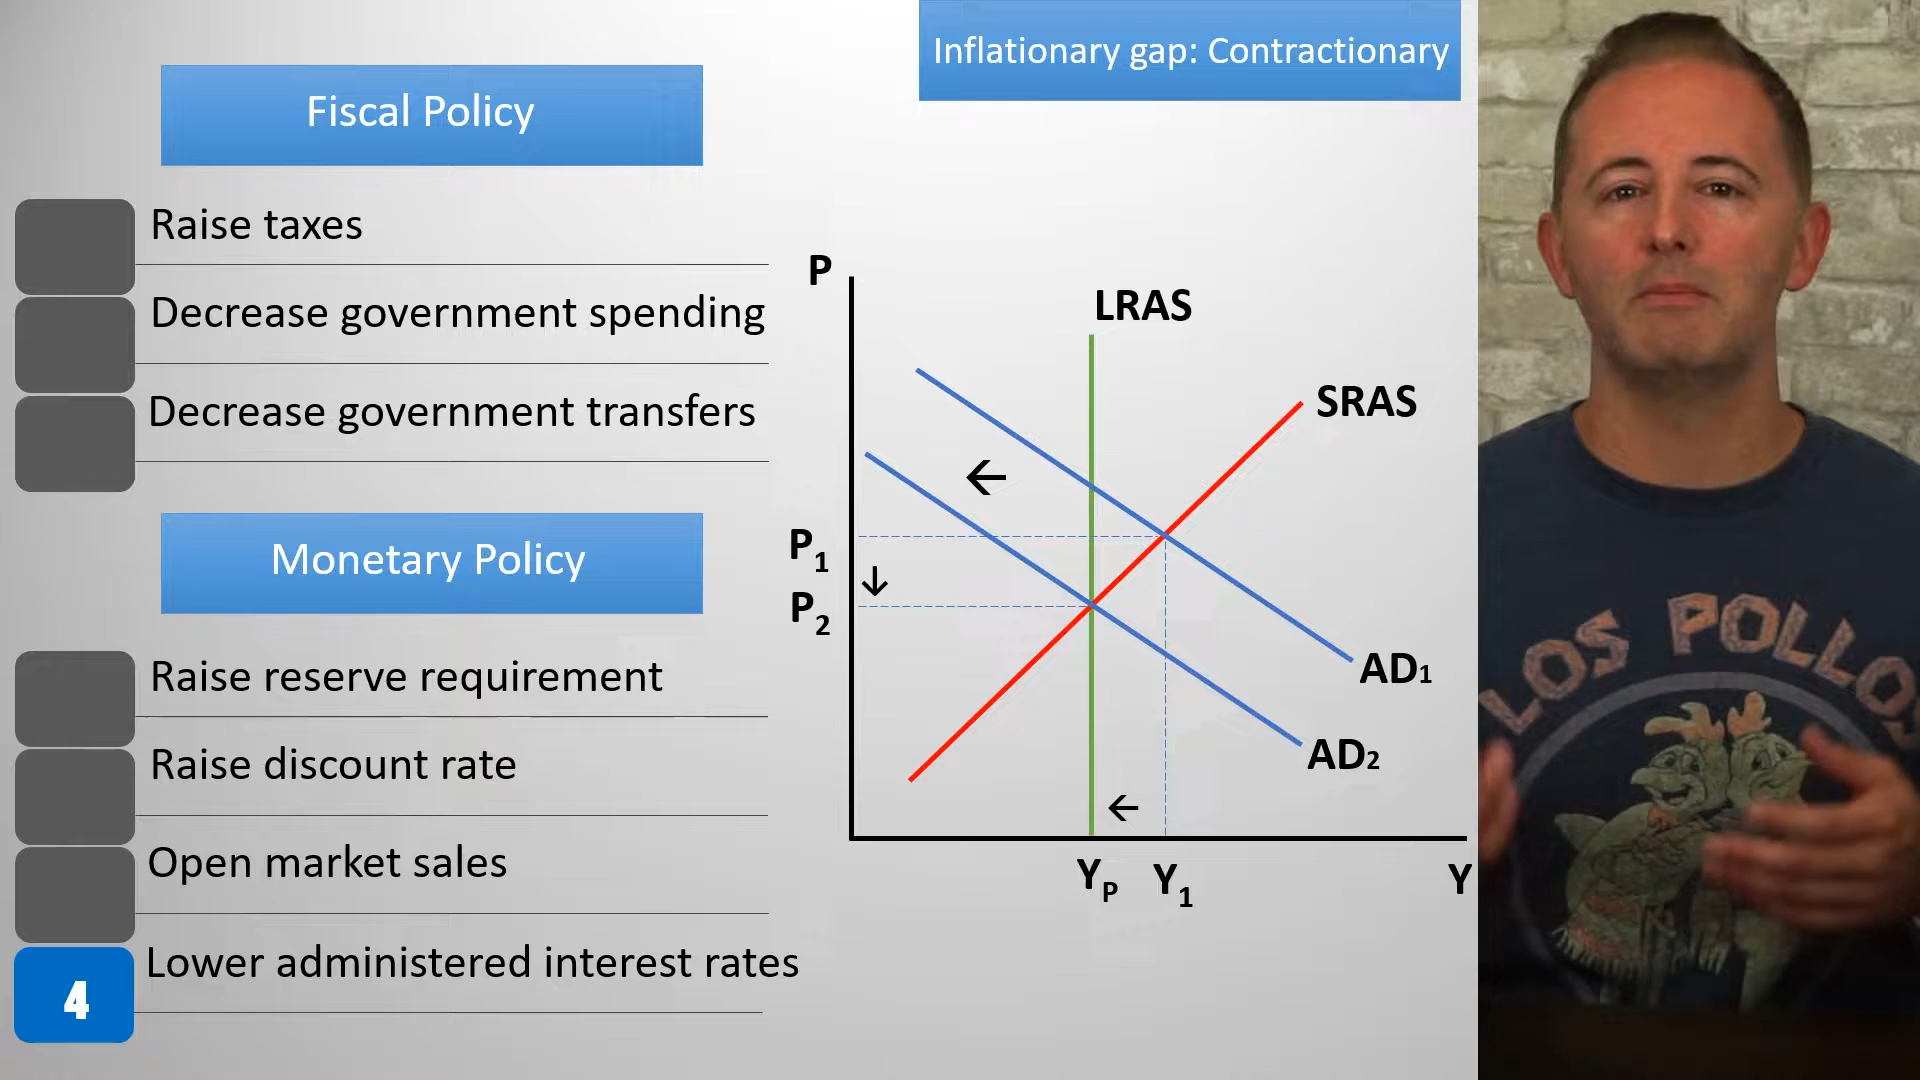 Inflationary gap: Contractionary
Fiscal Policy
Raise taxes
Decrease government spending
Decrease government transfers
Monetary Policy
Raise reserve requirement
Raise discount rate
Open market sales
4 Lower administered interest rates
P
LRAS
SRAS
P1
P2
AD1
AD2
YP Y1 Y
LOS POLLOS